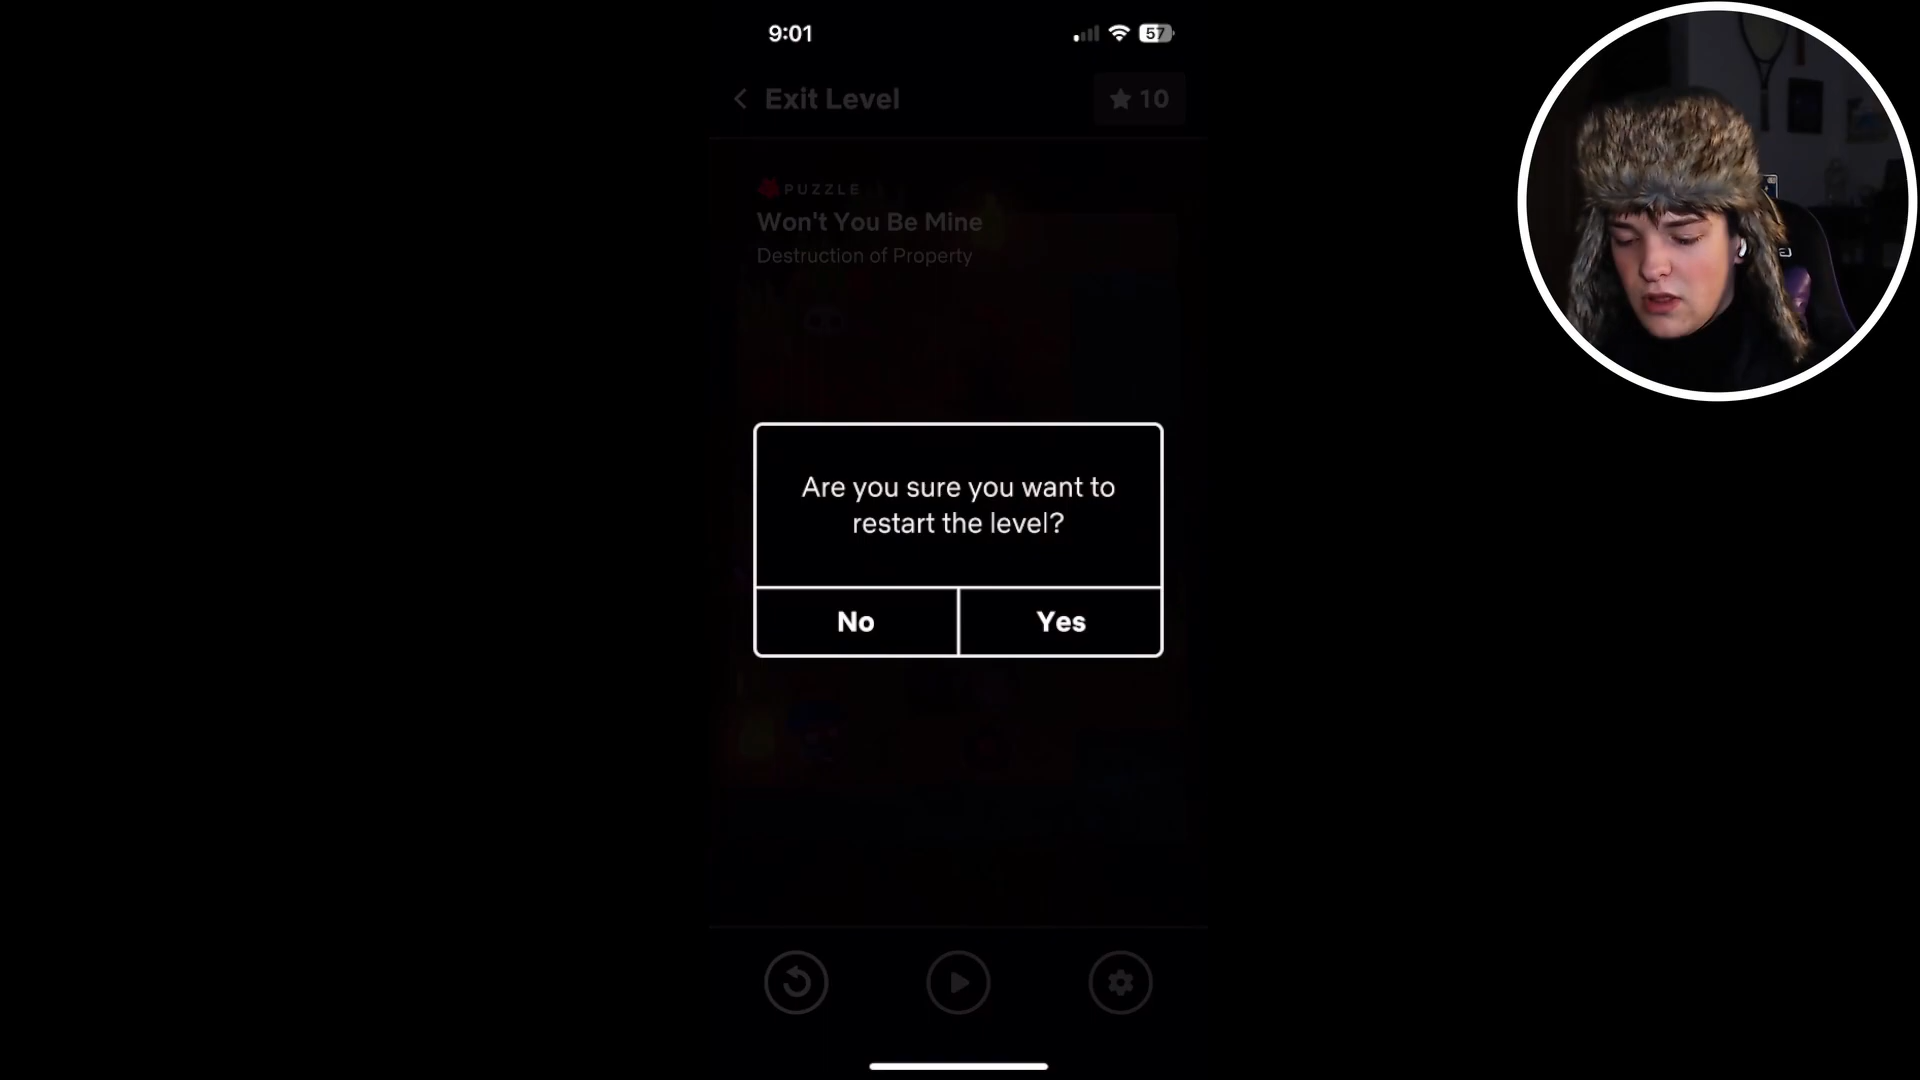 9:01
57
Exit Level
10
PUZZLE
Won't You Be Mine
Destruction of Property
Are you sure you want to
restart the level?
No
Yes